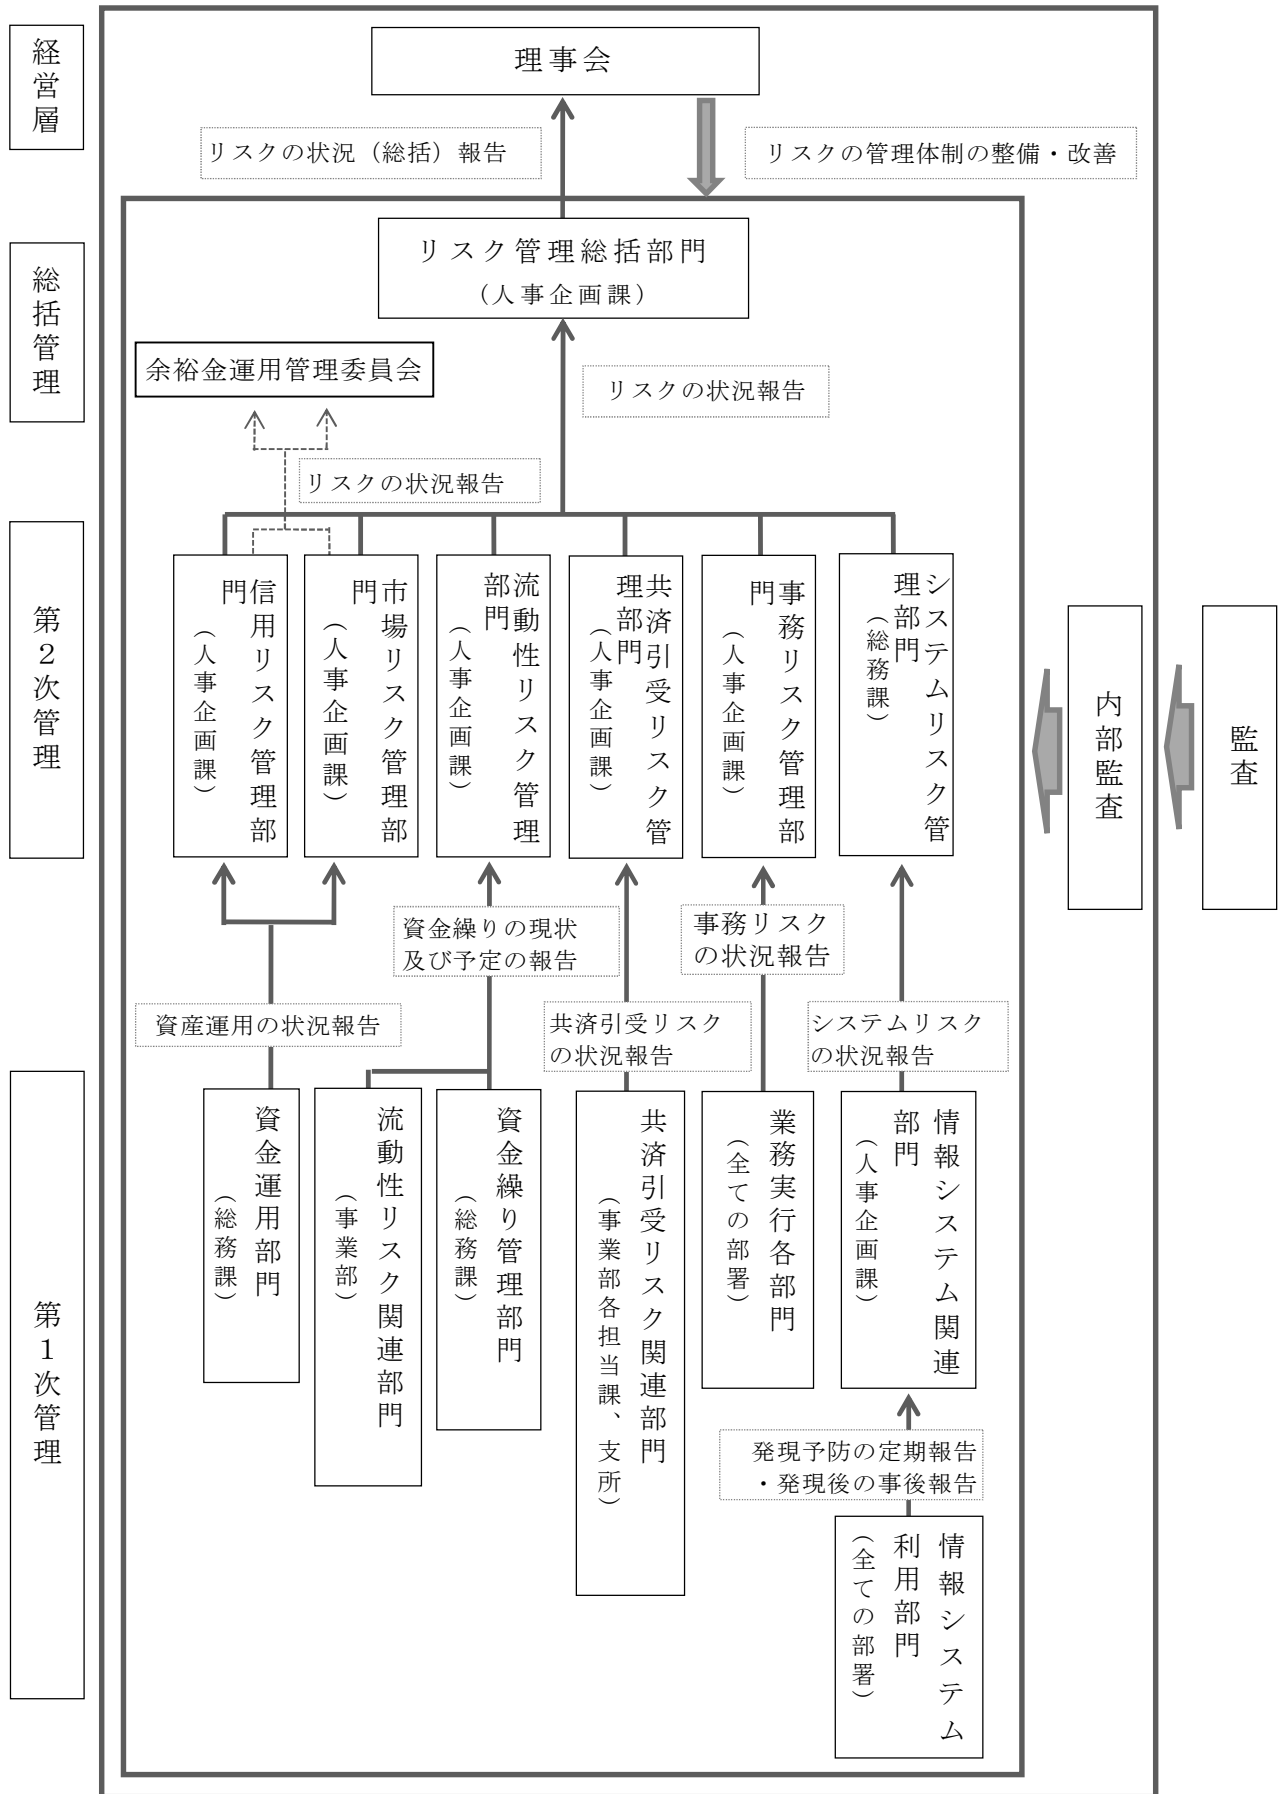 経営層
理事会
リスクの状況（総括）報告
リスクの管理体制の整備・改善
総括管理
リスク管理総括部門
（人事企画課）
余裕金運用管理委員会
リスクの状況報告
リスクの状況報告
第２次管理
信用リスク管理部
門
（人事企画課）
市場リスク管理部
門
（人事企画課）
流動性リスク管理
部門
（人事企画課）
共済引受リスク管
理部門
（人事企画課）
事務リスク管理部
門
（人事企画課）
システムリスク管
理部門
（総務課）
内部監査
監査
資金繰りの現状
及び予定の報告
事務リスク
の状況報告
資産運用の状況報告
共済引受リスク
の状況報告
システムリスク
の状況報告
第１次管理
資金運用部門
（総務課）
流動性リスク関連部門
（事業部）
資金繰り管理部門
（総務課）
共済引受リスク関連部門
（事業部各担当課、支所）
業務実行各部門
（全ての部署）
情報システム関連
部門
（人事企画課）
発現予防の定期報告
・発現後の事後報告
情報システム
利用部門
（全ての部署）